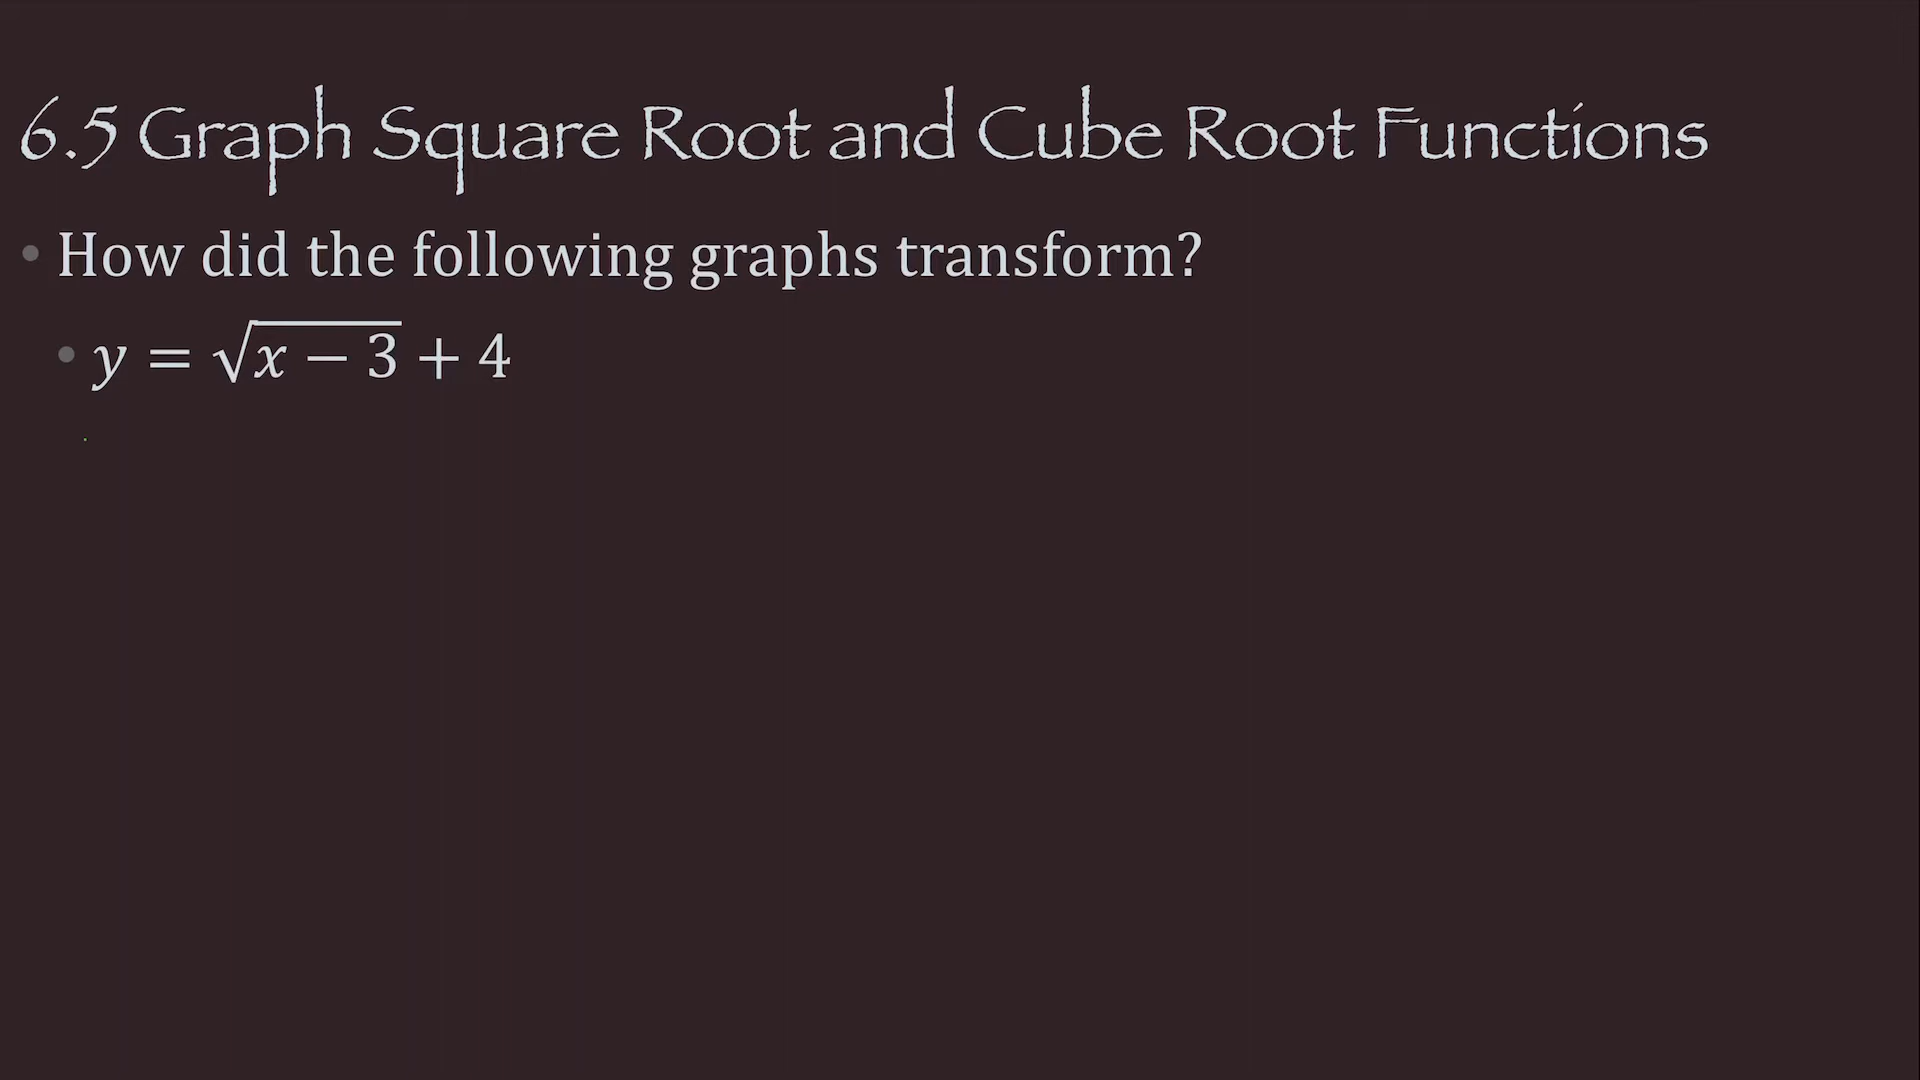 6.5 Graph Square Root and Cube Root Functions
• How did the following graphs transform?
• y = √(x − 3) + 4